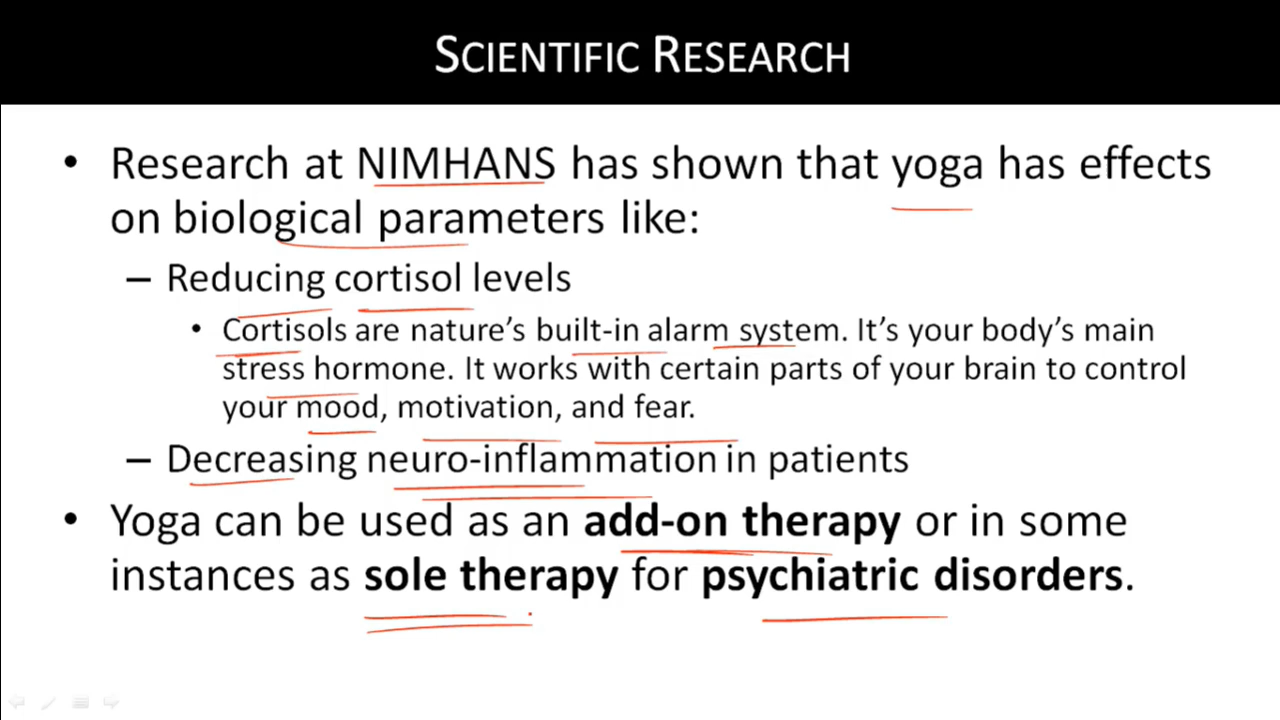 SCIENTIFIC RESEARCH
• Research at NIMHANS has shown that yoga has effects
on biological parameters like:
– Reducing cortisol levels
• Cortisols are nature's built-in alarm system. It's your body's main
stress hormone. It works with certain parts of your brain to control
your mood, motivation, and fear.
– Decreasing neuro-inflammation in patients
• Yoga can be used as an add-on therapy or in some
instances as sole therapy for psychiatric disorders.